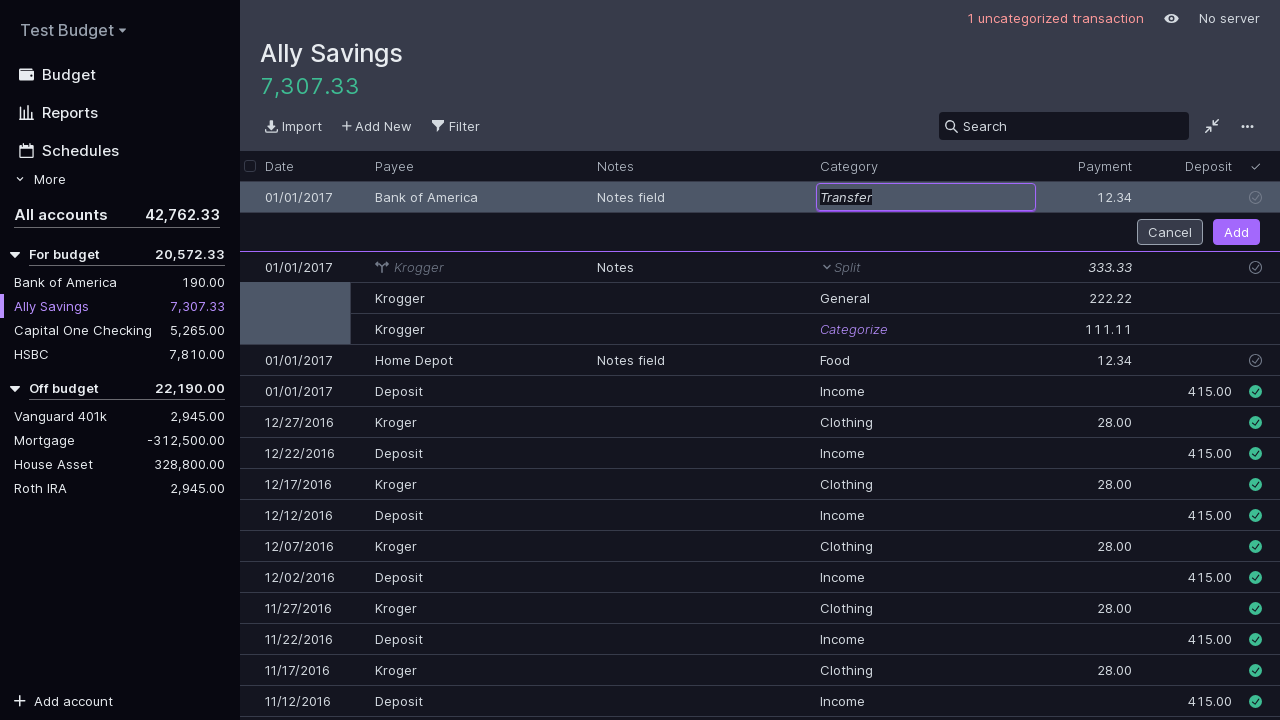 Test Budget
Budget
Reports
Schedules
More
All accounts 42,762.33
For budget 20,572.33
Bank of America 190.00
Ally Savings 7,307.33
Capital One Checking 5,265.00
HSBC 7,810.00
Off budget 22,190.00
Vanguard 401k 2,945.00
Mortgage -312,500.00
House Asset 328,800.00
Roth IRA 2,945.00
Add account
1 uncategorized transaction No server
Ally Savings
7,307.33
Import Add New Filter Search
Date Payee Notes Category Payment Deposit
01/01/2017 Bank of America Notes field Transfer 12.34
Cancel Add
01/01/2017 Krogger Notes Split 333.33
Krogger General 222.22
Krogger Categorize 111.11
01/01/2017 Home Depot Notes field Food 12.34
01/01/2017 Deposit Income 415.00
12/27/2016 Kroger Clothing 28.00
12/22/2016 Deposit Income 415.00
12/17/2016 Kroger Clothing 28.00
12/12/2016 Deposit Income 415.00
12/07/2016 Kroger Clothing 28.00
12/02/2016 Deposit Income 415.00
11/27/2016 Kroger Clothing 28.00
11/22/2016 Deposit Income 415.00
11/17/2016 Kroger Clothing 28.00
11/12/2016 Deposit Income 415.00